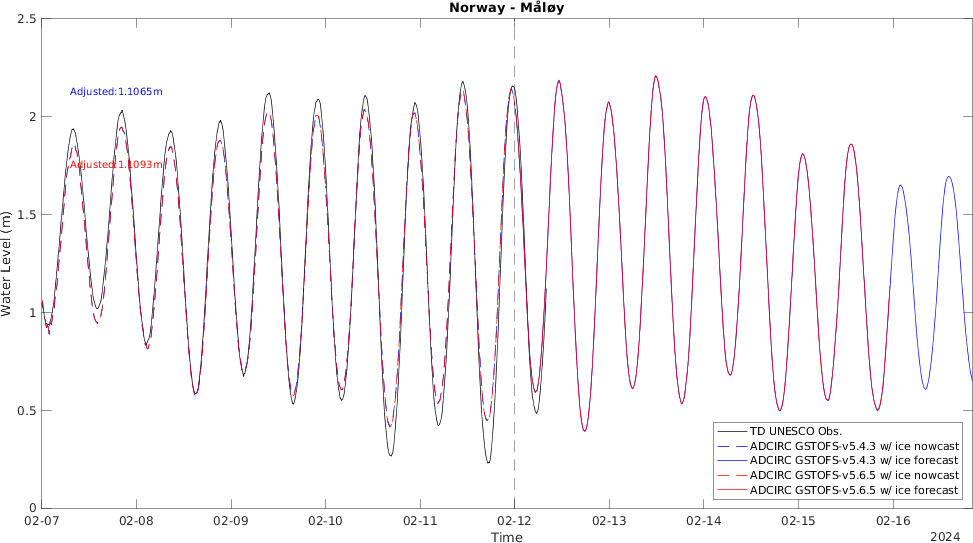 Norway - Måløy
2.5
2
1.5
1
0.5
0
Water Level (m)
Adjusted:1.1065m
Adjusted:1.1093m
TD UNESCO Obs.
ADCIRC GSTOFS-v5.4.3 w/ ice nowcast
ADCIRC GSTOFS-v5.4.3 w/ ice forecast
ADCIRC GSTOFS-v5.6.5 w/ ice nowcast
ADCIRC GSTOFS-v5.6.5 w/ ice forecast
02-07 02-08 02-09 02-10 02-11 02-12 02-13 02-14 02-15 02-16
Time
2024